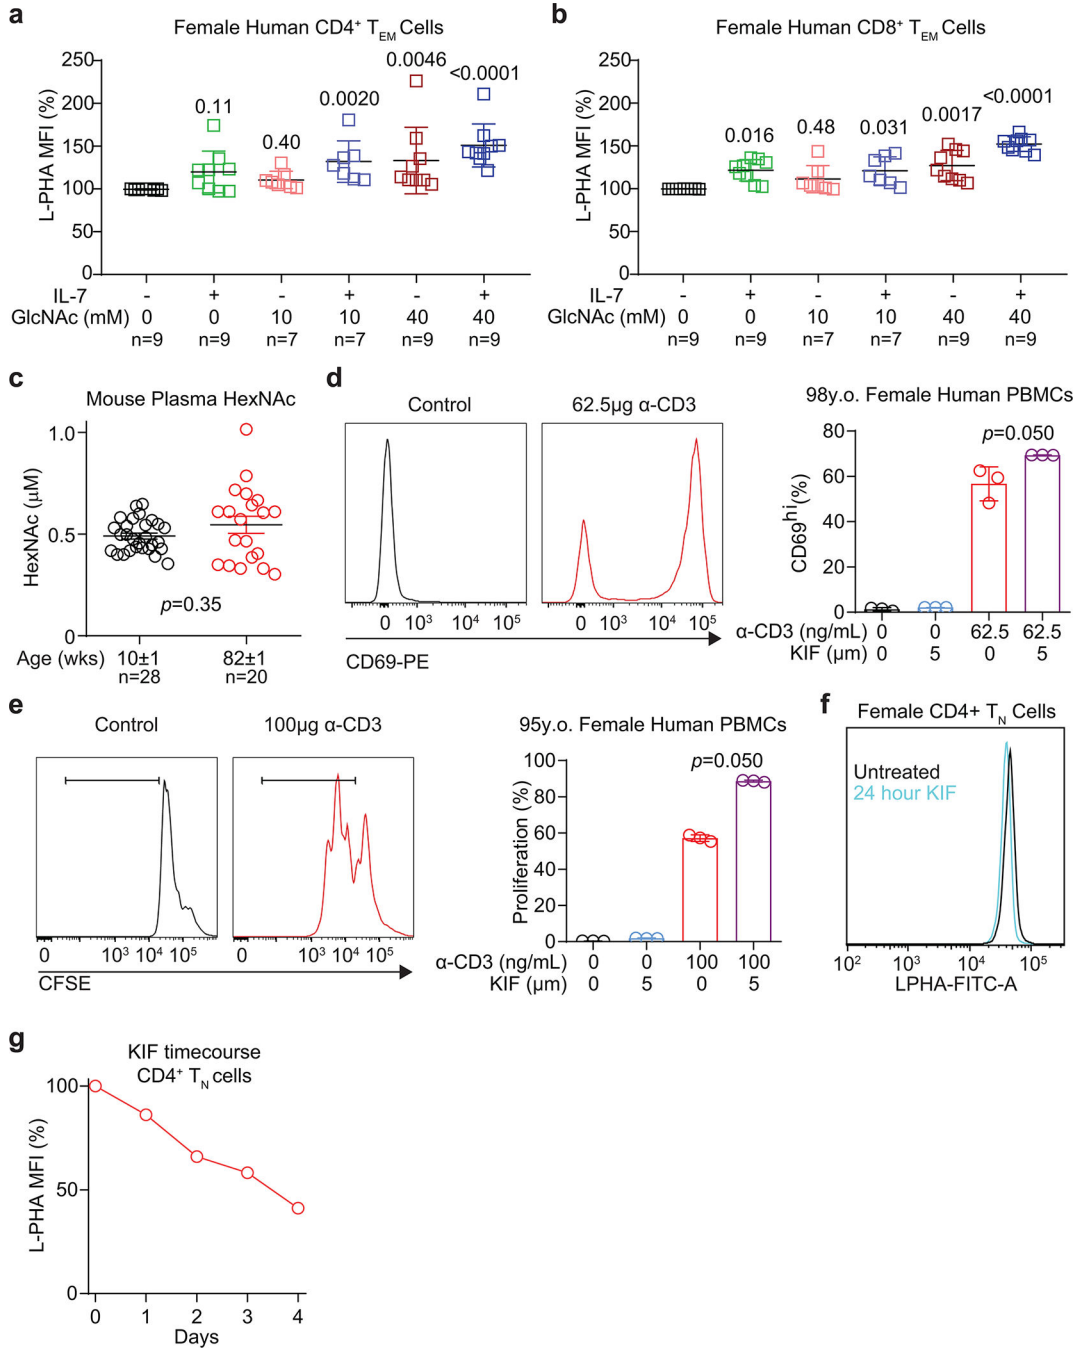 a
Female Human CD4+ TEM Cells
L-PHA MFI (%)
250
200
150
100
50
0
0.11
0.40
0.0020
0.0046
<0.0001
IL-7 - + - + - +
GlcNAc (mM) 0 0 10 10 40 40
n=9 n=9 n=7 n=7 n=9 n=9
b
Female Human CD8+ TEM Cells
L-PHA MFI (%)
250
200
150
100
50
0
0.016
0.48
0.031
0.0017
<0.0001
IL-7 - + - + - +
GlcNAc (mM) 0 0 10 10 40 40
n=9 n=9 n=7 n=7 n=9 n=9
c
Mouse Plasma HexNAc
HexNAc (µM)
1.0
0.5
0
p=0.35
Age (wks) 10±1 82±1
n=28 n=20
d
Control
62.5µg α-CD3
0 10³ 10⁴ 10⁵
0 10³ 10⁴ 10⁵
CD69-PE
98y.o. Female Human PBMCs
p=0.050
CD69hi(%)
80
60
40
20
0
α-CD3 (ng/mL) 0 0 62.5 62.5
KIF (µm) 0 5 0 5
e
Control
100µg α-CD3
0 10³ 10⁴ 10⁵
0 10³ 10⁴ 10⁵
CFSE
95y.o. Female Human PBMCs
p=0.050
Proliferation (%)
100
80
60
40
20
0
α-CD3 (ng/mL) 0 0 100 100
KIF (µm) 0 5 0 5
f
Female CD4+ TN Cells
Untreated
24 hour KIF
10² 10³ 10⁴ 10⁵
LPHA-FITC-A
g
KIF timecourse
CD4+ TN cells
L-PHA MFI (%)
100
50
0
0 1 2 3 4
Days